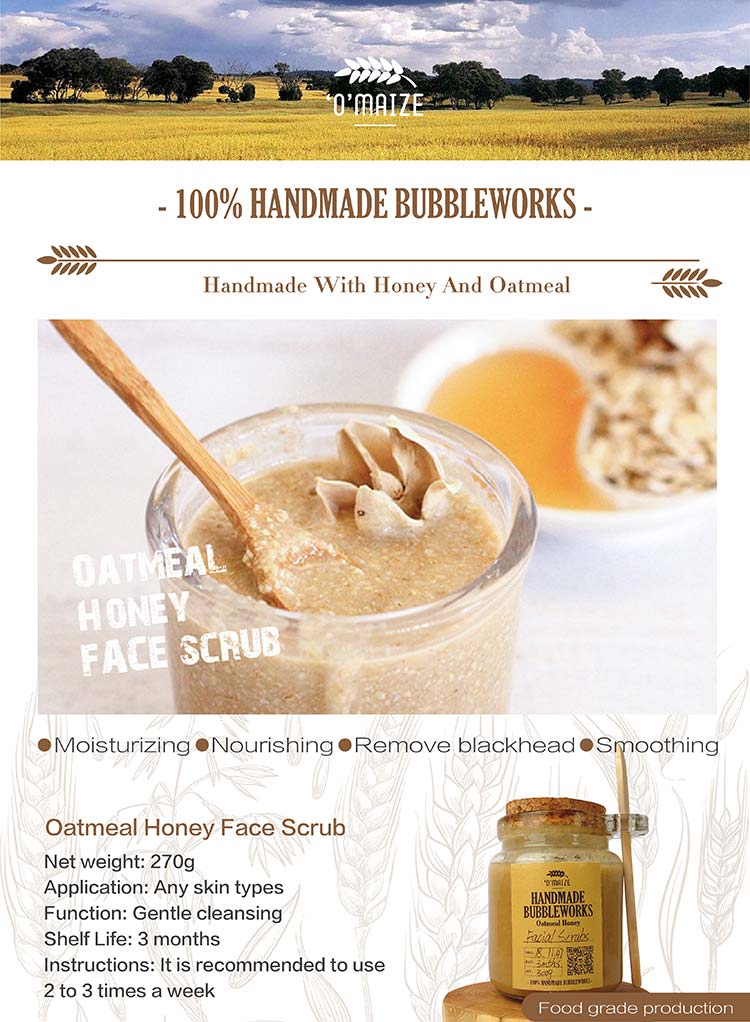 'O'MAIZE
- 100% HANDMADE BUBBLEWORKS -
Handmade With Honey And Oatmeal
OATMEAL
HONEY
FACE SCRUB
●Moisturizing ●Nourishing ●Remove blackhead ●Smoothing
Oatmeal Honey Face Scrub
Net weight: 270g
Application: Any skin types
Function: Gentle cleansing
Shelf Life: 3 months
Instructions: It is recommended to use
2 to 3 times a week
'O'MAIZE
HANDMADE
BUBBLEWORKS
Oatmeal Honey
Facial Scrubs
- 100% HANDMADE BUBBLEWORKS -
Food grade production